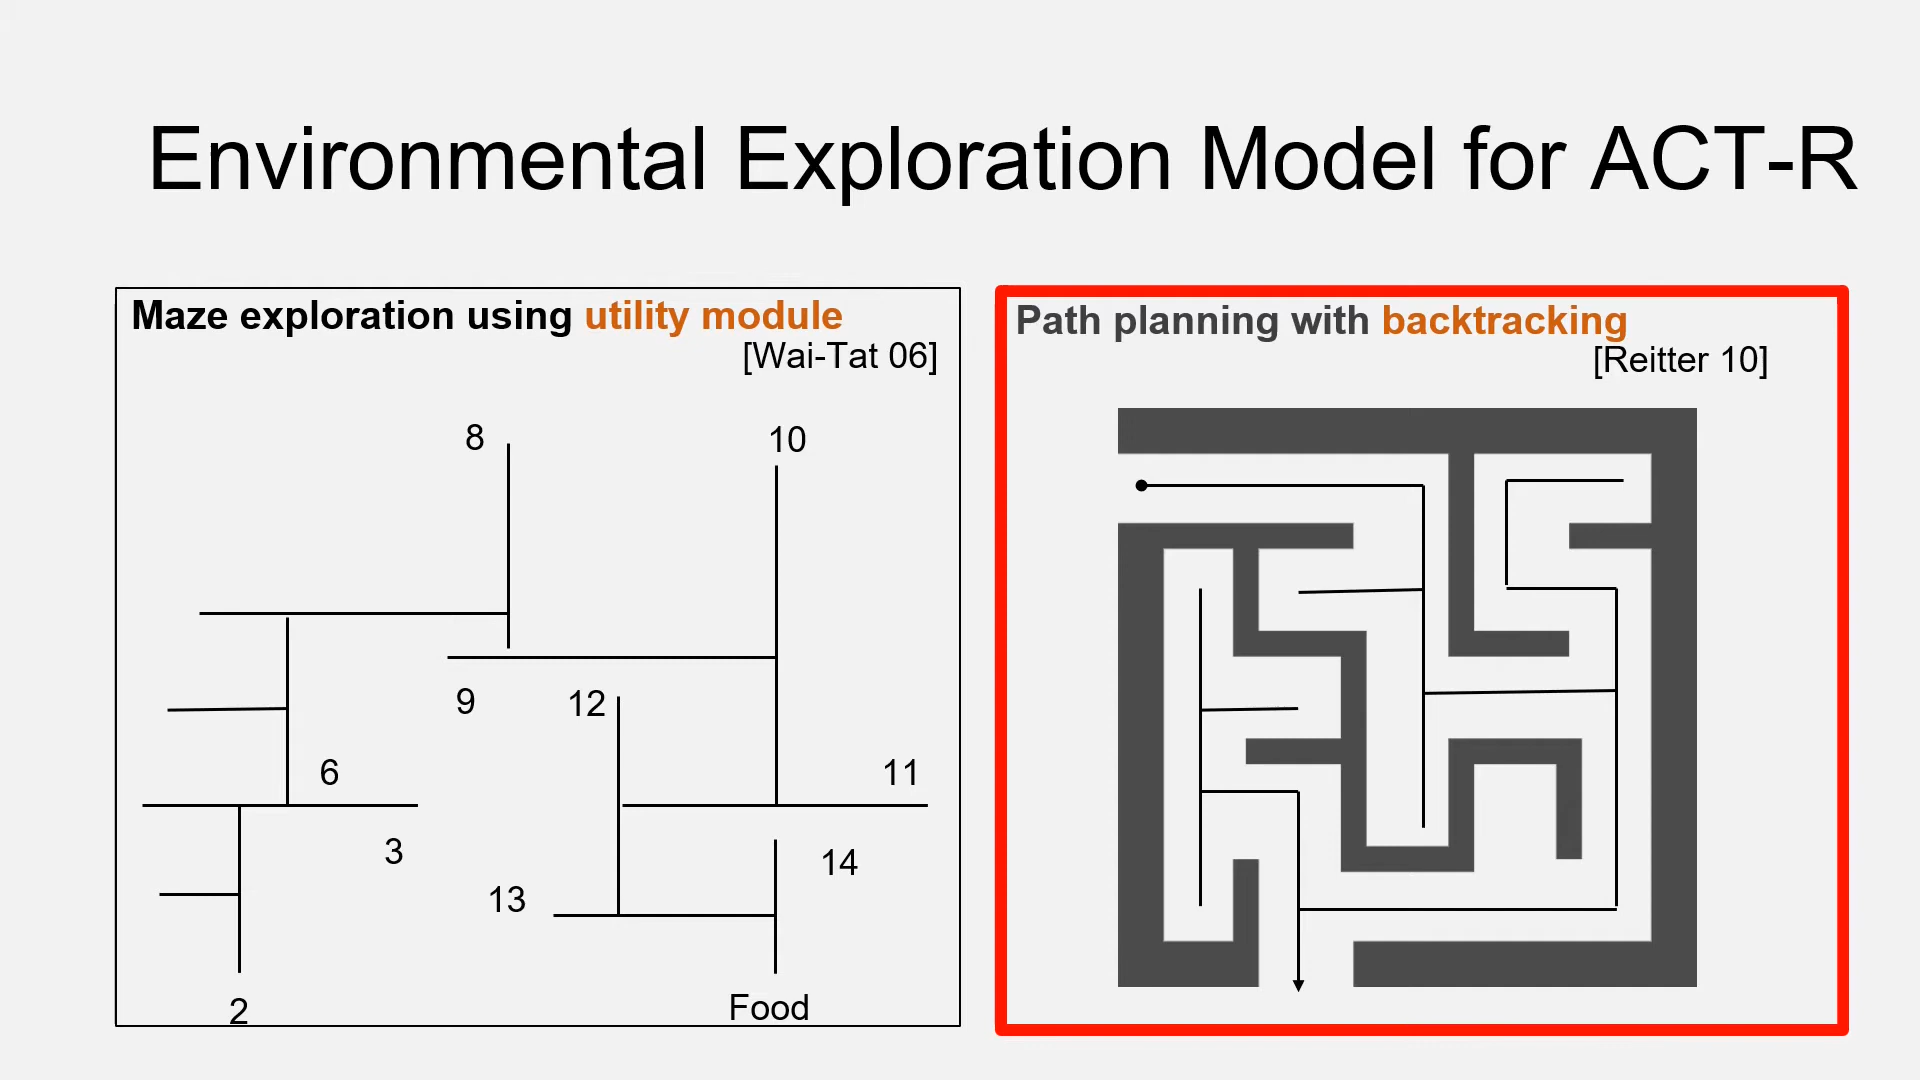 Environmental Exploration Model for ACT-R
Maze exploration using utility module
[Wai-Tat 06]
8
10
9
12
6
11
3
14
13
2
Food
Path planning with backtracking
[Reitter 10]